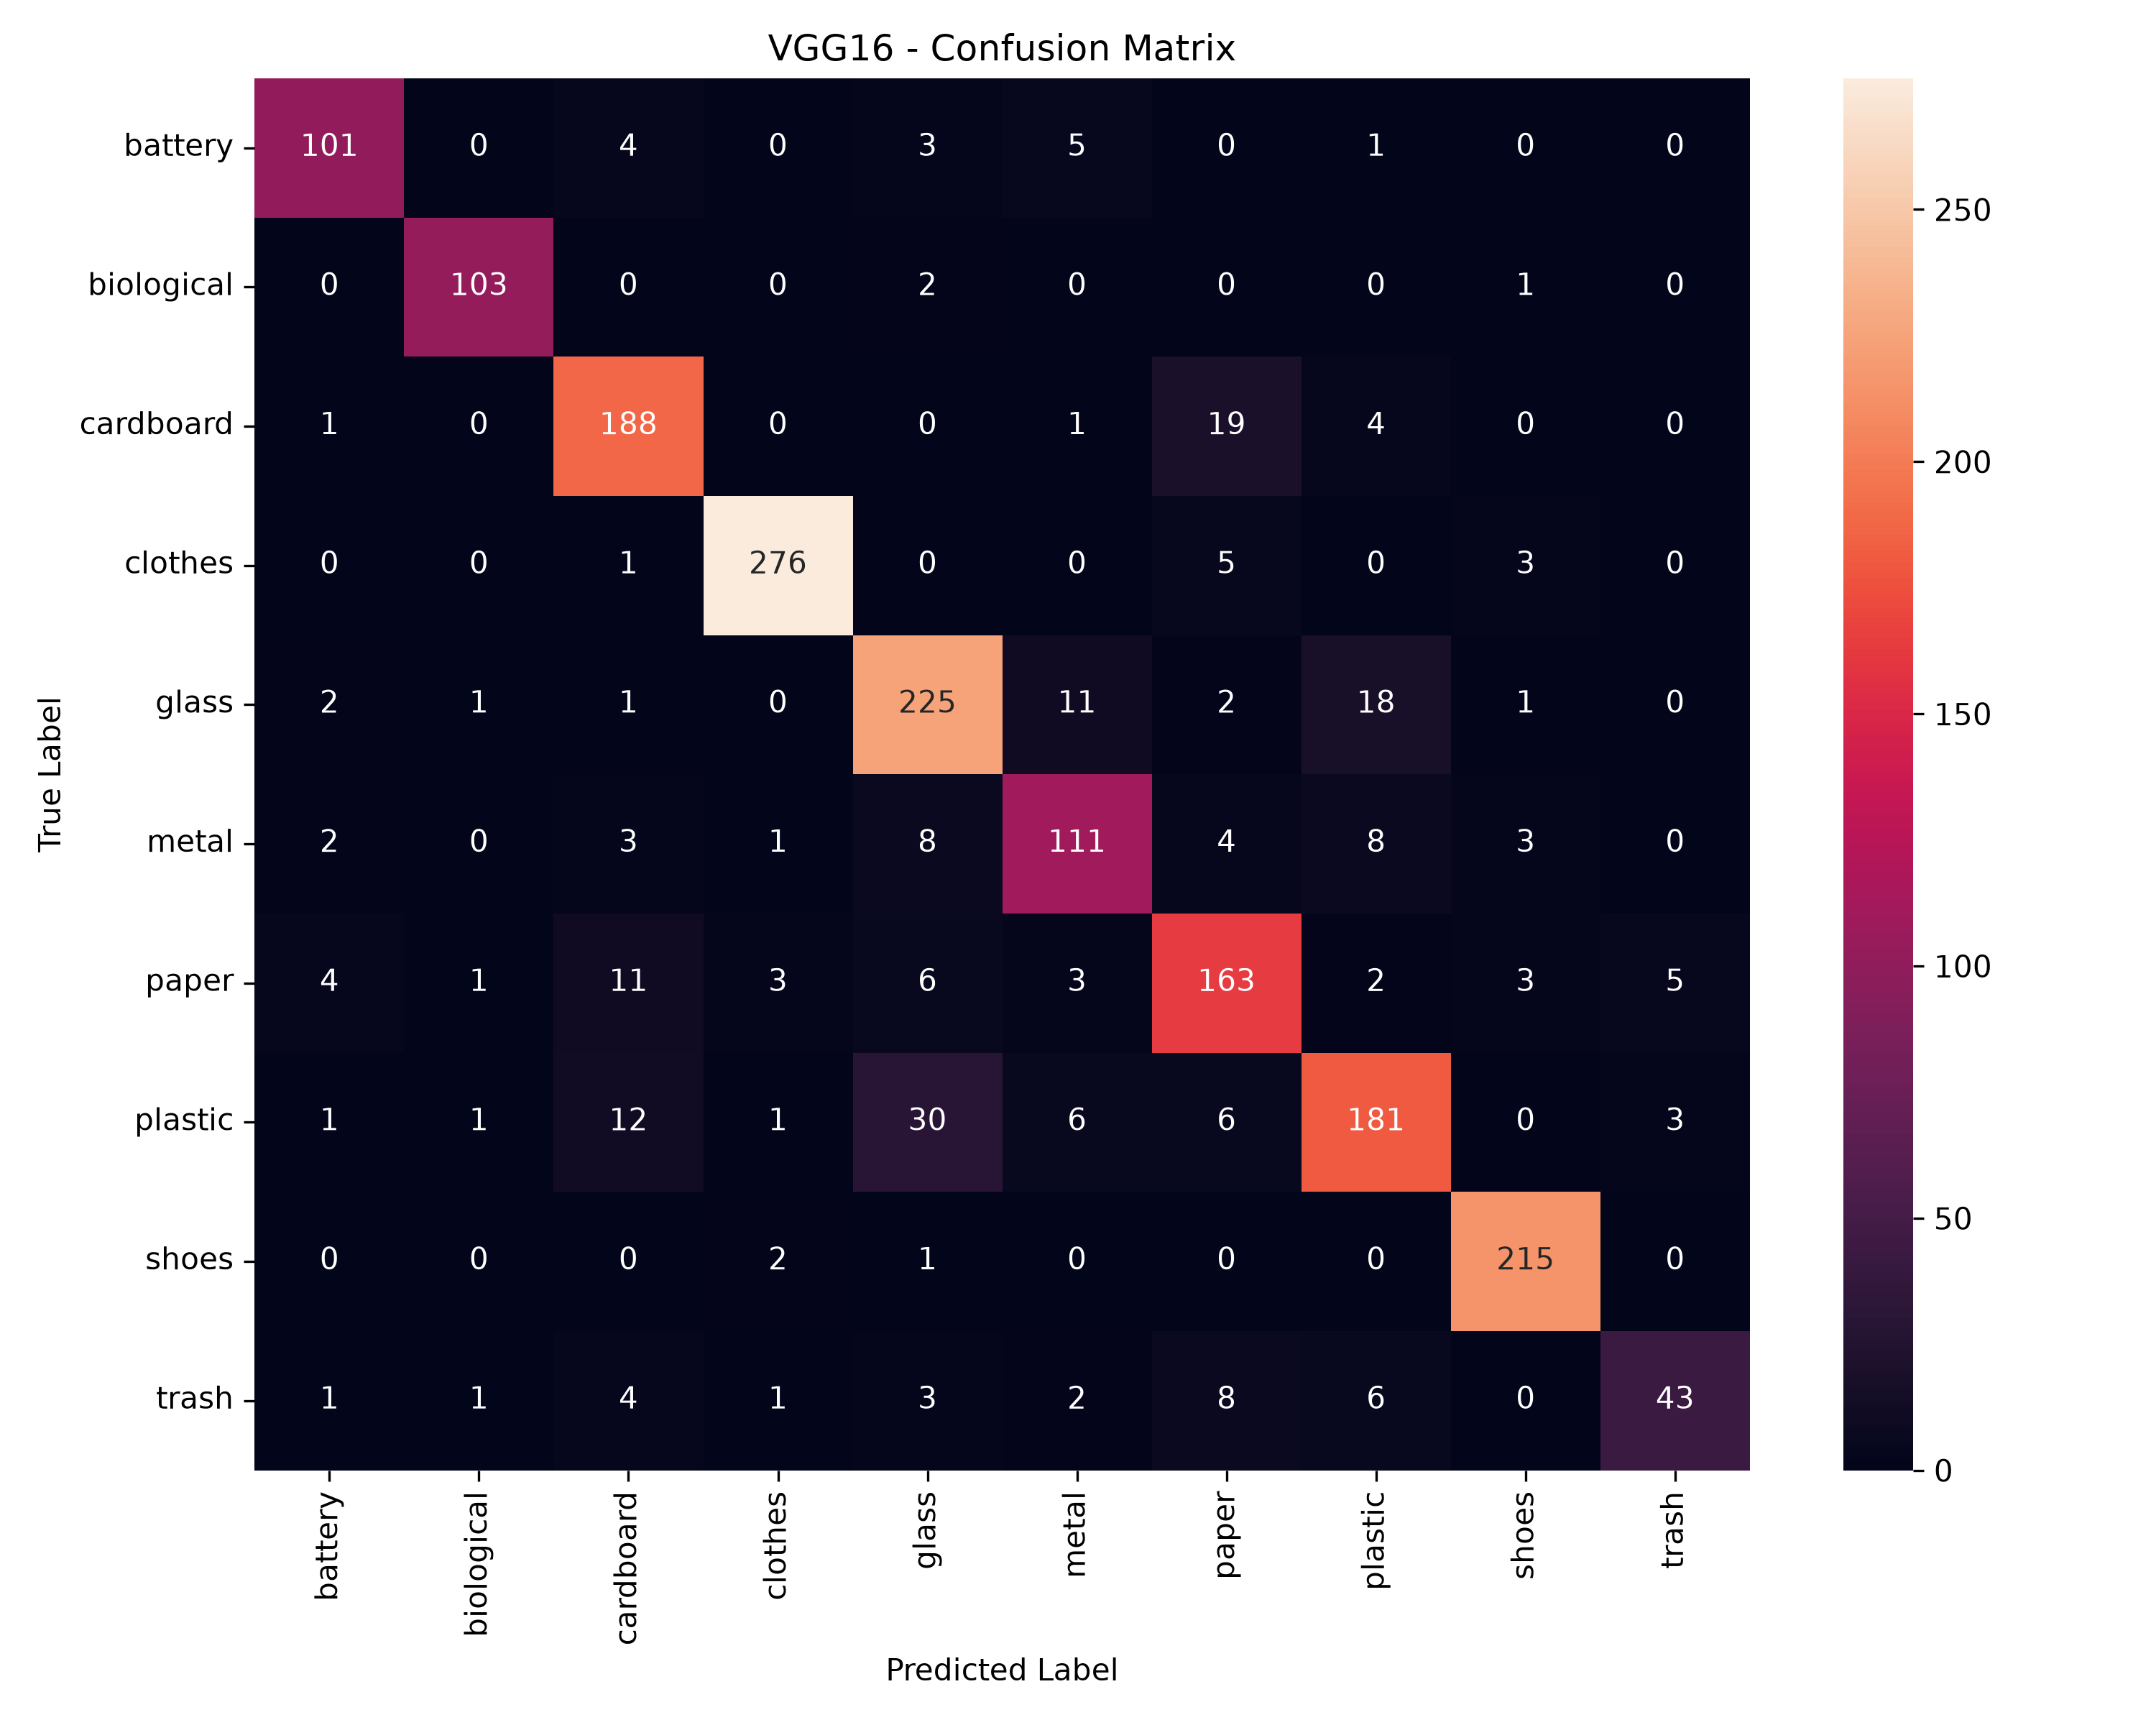 VGG16 - Confusion Matrix
battery 101 0 4 0 3 5 0 1 0 0
biological 0 103 0 0 2 0 0 0 1 0
cardboard 1 0 188 0 0 1 19 4 0 0
clothes 0 0 1 276 0 0 5 0 3 0
glass 2 1 1 0 225 11 2 18 1 0
metal 2 0 3 1 8 111 4 8 3 0
paper 4 1 11 3 6 3 163 2 3 5
plastic 1 1 12 1 30 6 6 181 0 3
shoes 0 0 0 2 1 0 0 0 215 0
trash 1 1 4 1 3 2 8 6 0 43
True Label
battery biological cardboard clothes glass metal paper plastic shoes trash
Predicted Label
250
200
150
100
50
0